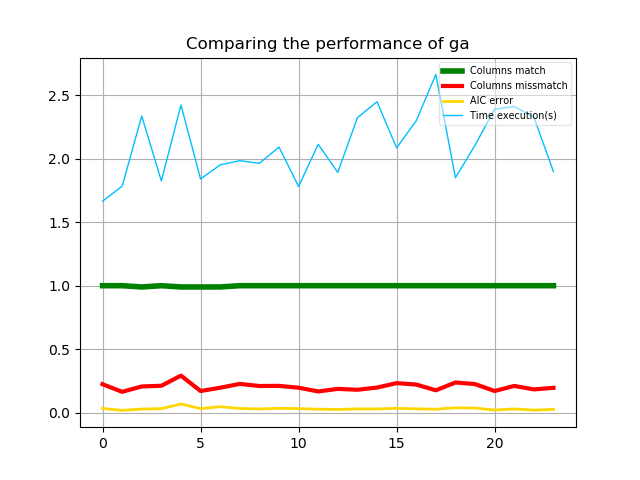 Comparing the performance of ga
Columns match
Columns missmatch
AIC error
Time execution(s)
2.5
2.0
1.5
1.0
0.5
0.0
0 5 10 15 20